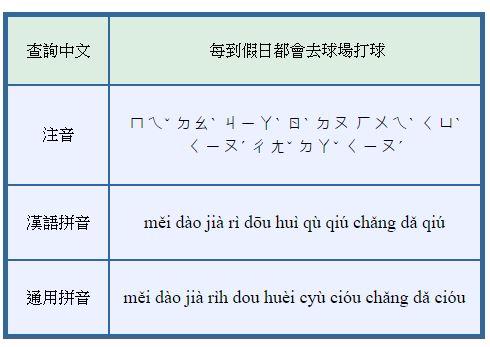 查詢中文 每到假日都會去球場打球
注音 ㄇㄟˇ ㄉㄠˋ ㄐㄧㄚˋ ㄖˋ ㄉㄡ ㄏㄨㄟˋ ㄑㄩˋ
ㄑㄧㄡˊ ㄔㄤˇ ㄉㄚˇ ㄑㄧㄡˊ
漢語拼音 měi dào jià rì dōu huì qù qiú chǎng dǎ qiú
通用拼音 měi dào jià rìh dou huèi cyù cióu chǎng dǎ cióu